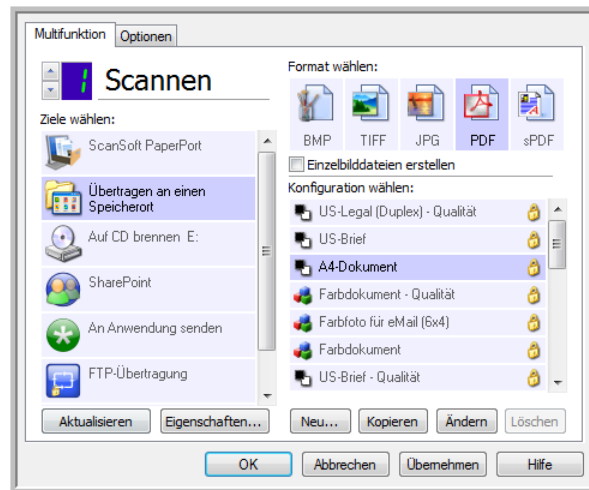 Multifunktion
Optionen
1 Scannen
Ziele wählen:
ScanSoft PaperPort
Übertragen an einen
Speicherort
Auf CD brennen E:
SharePoint
An Anwendung senden
FTP-Übertragung
Aktualisieren
Eigenschaften...
Format wählen:
BMP
TIFF
JPG
PDF
sPDF
Einzelbilddateien erstellen
Konfiguration wählen:
US-Legal (Duplex) - Qualität
US-Brief
A4-Dokument
Farbdokument - Qualität
Farbfoto für eMail (6x4)
Farbdokument
US-Brief - Qualität
Neu...
Kopieren
Ändern
Löschen
OK
Abbrechen
Übernehmen
Hilfe